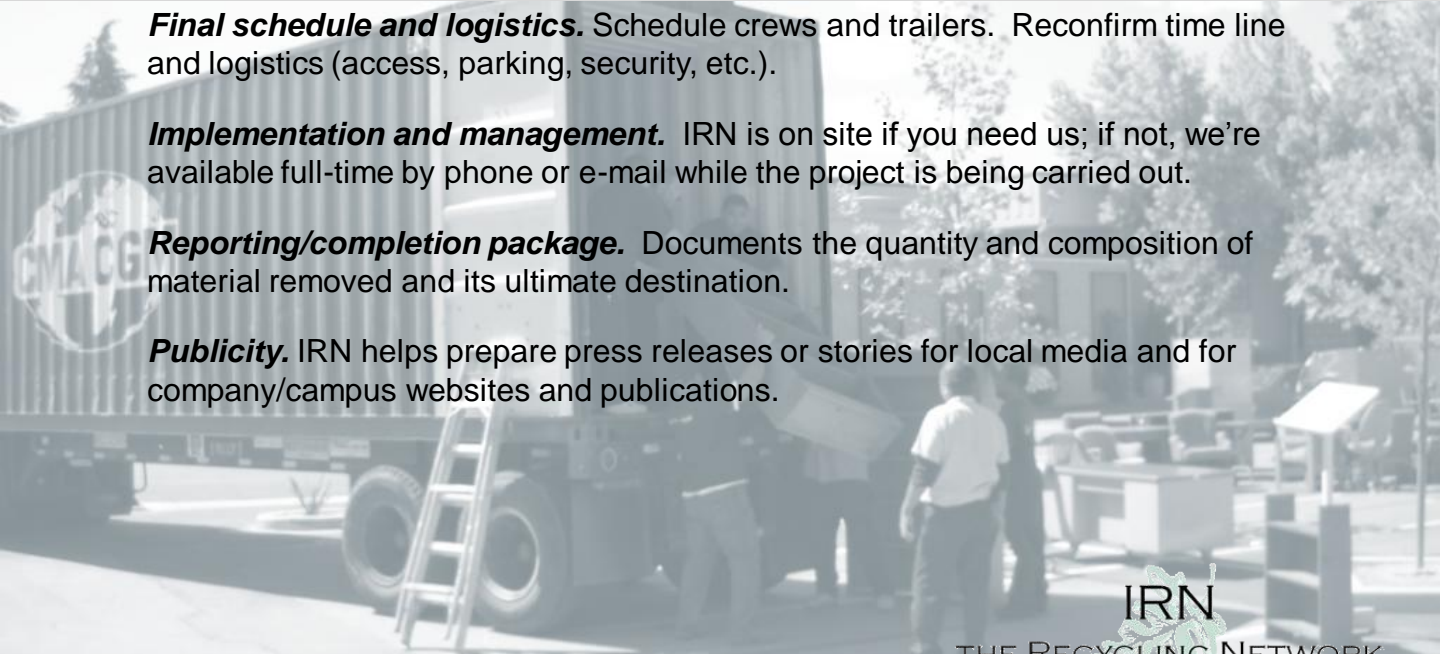 Final schedule and logistics. Schedule crews and trailers. Reconfirm time line
and logistics (access, parking, security, etc.).
Implementation and management. IRN is on site if you need us; if not, we’re
available full-time by phone or e-mail while the project is being carried out.
Reporting/completion package. Documents the quantity and composition of
material removed and its ultimate destination.
Publicity. IRN helps prepare press releases or stories for local media and for
company/campus websites and publications.
CMA CG
IRN
THE RECYCLING NETWORK